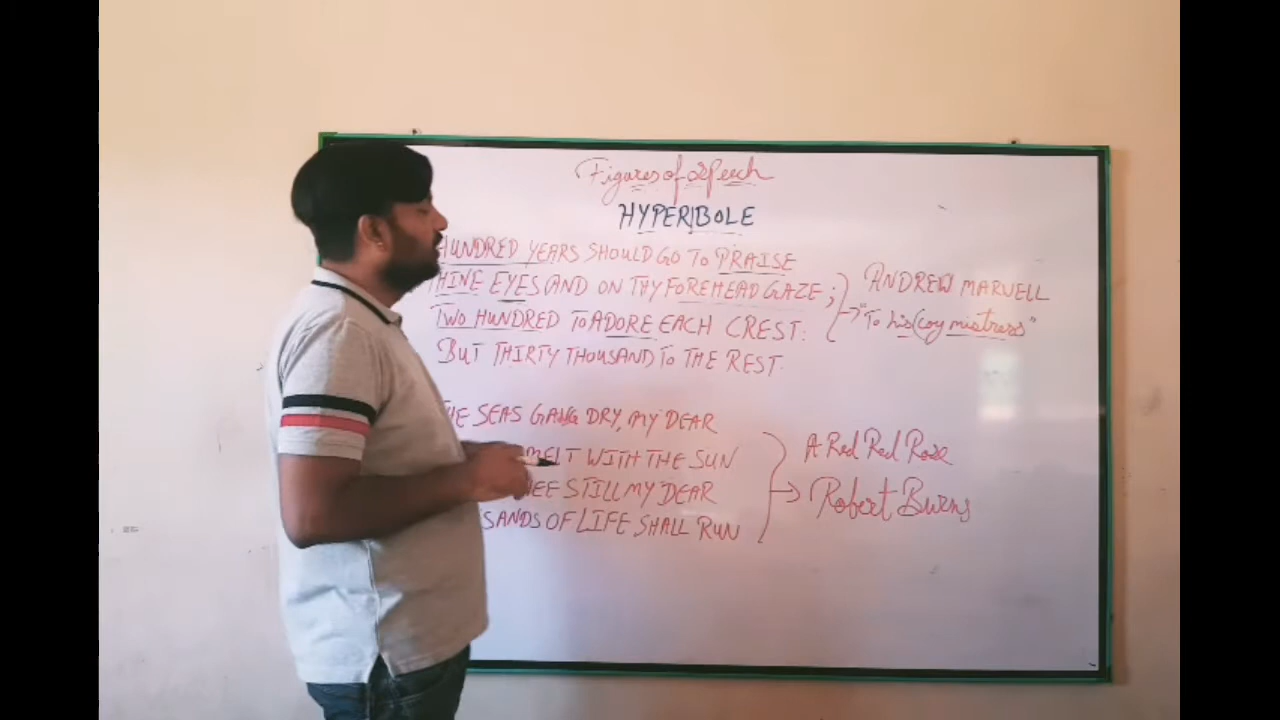 Figures of speech
HYPERBOLE
HUNDRED YEARS SHOULD GO TO PRAISE
HINE EYES AND ON THY FOREHEAD GAZE;
TWO HUNDRED TO ADORE EACH CREST:
BUT THIRTY THOUSAND TO THE REST.
ANDREW MARVELL
"To his Coy mistress"
SEAS GANG DRY, MY DEAR
MELT WITH THE SUN
STILL MY DEAR
SANDS OF LIFE SHALL RUN
A Red Red Rose
Robert Burns